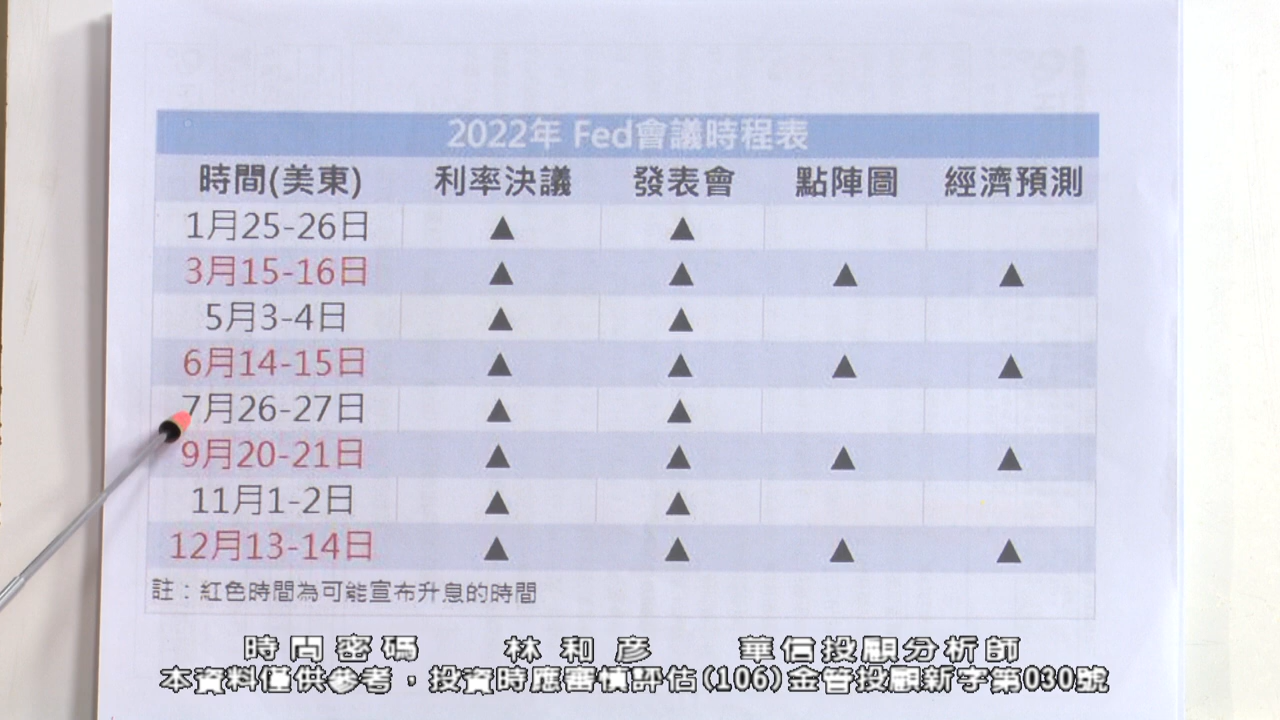 2022年 Fed會議時程表
時間(美東) 利率決議 發表會 點陣圖 經濟預測
1月25-26日 ▲ ▲
3月15-16日 ▲ ▲ ▲ ▲
5月3-4日 ▲ ▲
6月14-15日 ▲ ▲ ▲ ▲
7月26-27日 ▲ ▲
9月20-21日 ▲ ▲ ▲ ▲
11月1-2日 ▲ ▲
12月13-14日 ▲ ▲ ▲ ▲
註：紅色時間為可能宣布升息的時間
時間密碼 林和彥 華信投顧分析師
本資料僅供參考，投資時應審慎評估(106)金管投顧新字第030號